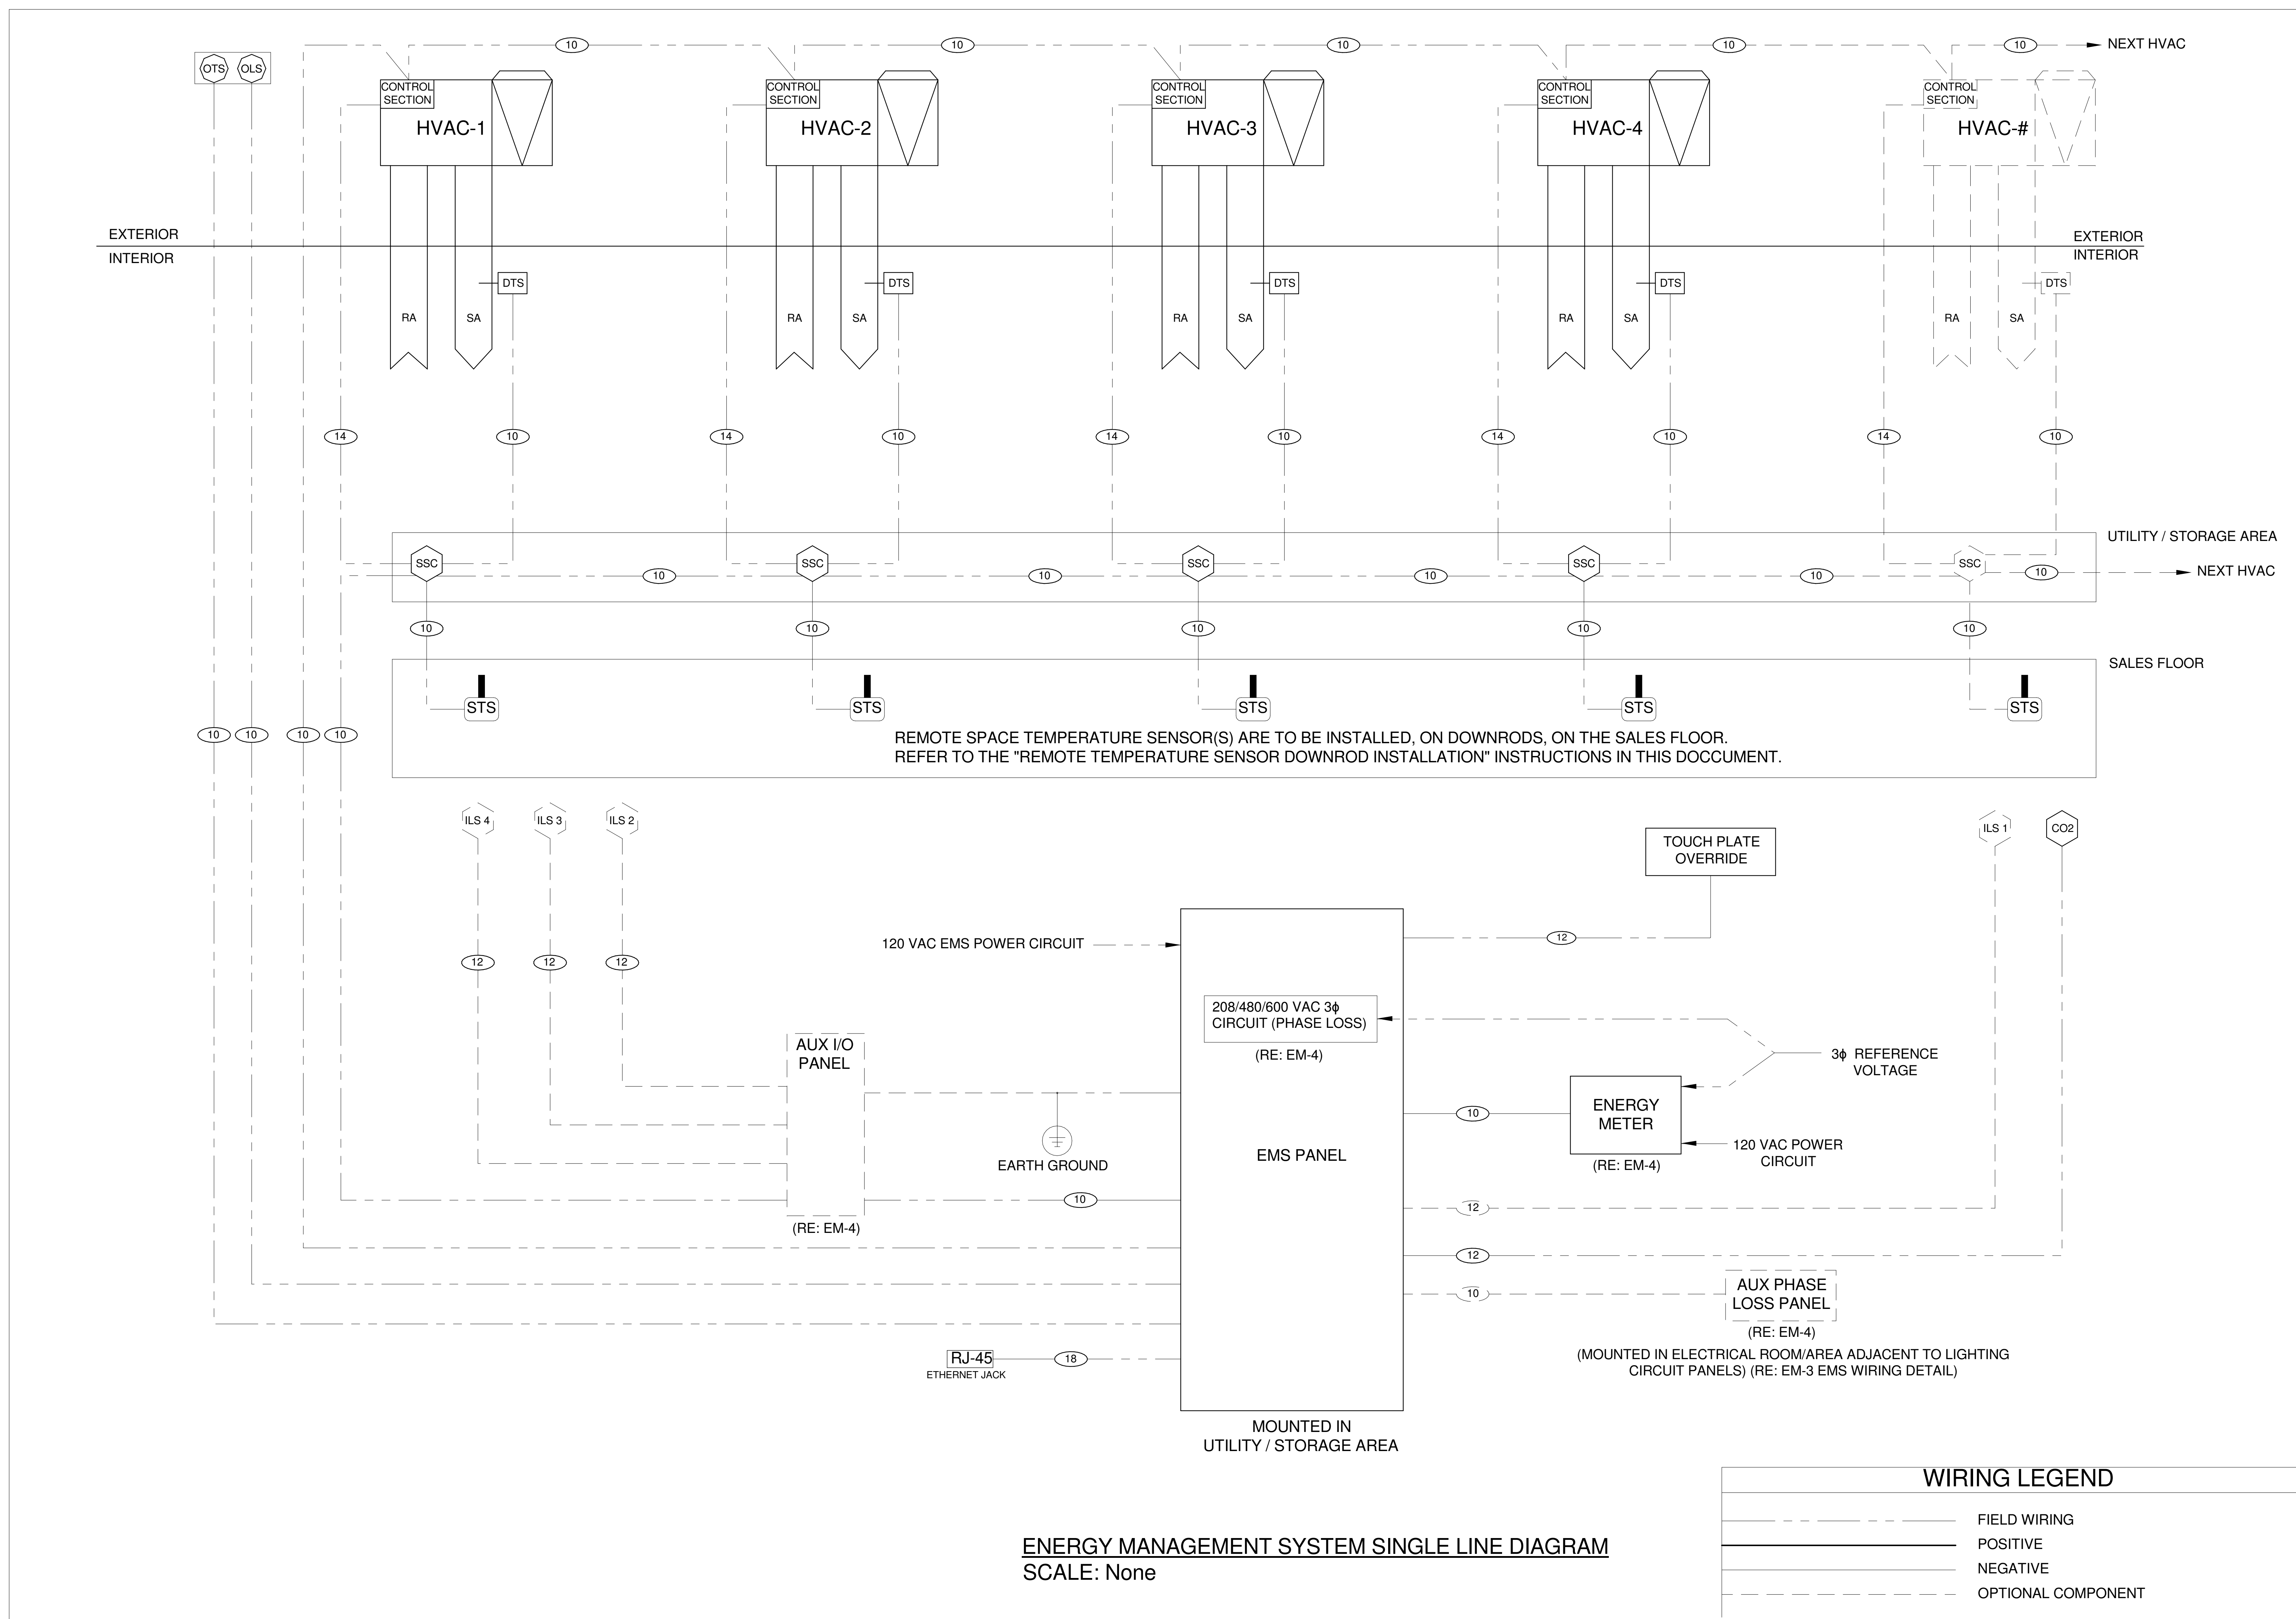 10
10
10
10
10
NEXT HVAC
OTS
OLS
CONTROL
SECTION
HVAC-1
CONTROL
SECTION
HVAC-2
CONTROL
SECTION
HVAC-3
CONTROL
SECTION
HVAC-4
CONTROL
SECTION
HVAC-#
EXTERIOR
INTERIOR
EXTERIOR
INTERIOR
DTS
DTS
DTS
DTS
DTS
RA
SA
RA
SA
RA
SA
RA
SA
RA
SA
14
10
14
10
14
10
14
10
14
10
UTILITY / STORAGE AREA
SSC
SSC
SSC
SSC
SSC
10
10
10
10
10
NEXT HVAC
10
10
10
10
10
SALES FLOOR
STS
STS
STS
STS
STS
10
10
10
10
REMOTE SPACE TEMPERATURE SENSOR(S) ARE TO BE INSTALLED, ON DOWNRODS, ON THE SALES FLOOR.
REFER TO THE "REMOTE TEMPERATURE SENSOR DOWNROD INSTALLATION" INSTRUCTIONS IN THIS DOCCUMENT.
ILS 4
ILS 3
ILS 2
ILS 1
CO2
TOUCH PLATE
OVERRIDE
12
12
12
120 VAC EMS POWER CIRCUIT
12
208/480/600 VAC 3ϕ
CIRCUIT (PHASE LOSS)
(RE: EM-4)
AUX I/O
PANEL
3ϕ REFERENCE
VOLTAGE
10
ENERGY
METER
EARTH GROUND
EMS PANEL
120 VAC POWER
CIRCUIT
(RE: EM-4)
10
12
(RE: EM-4)
12
10
AUX PHASE
LOSS PANEL
(RE: EM-4)
(MOUNTED IN ELECTRICAL ROOM/AREA ADJACENT TO LIGHTING
CIRCUIT PANELS) (RE: EM-3 EMS WIRING DETAIL)
RJ-45
18
ETHERNET JACK
MOUNTED IN
UTILITY / STORAGE AREA
WIRING LEGEND
FIELD WIRING
POSITIVE
NEGATIVE
OPTIONAL COMPONENT
ENERGY MANAGEMENT SYSTEM SINGLE LINE DIAGRAM
SCALE: None